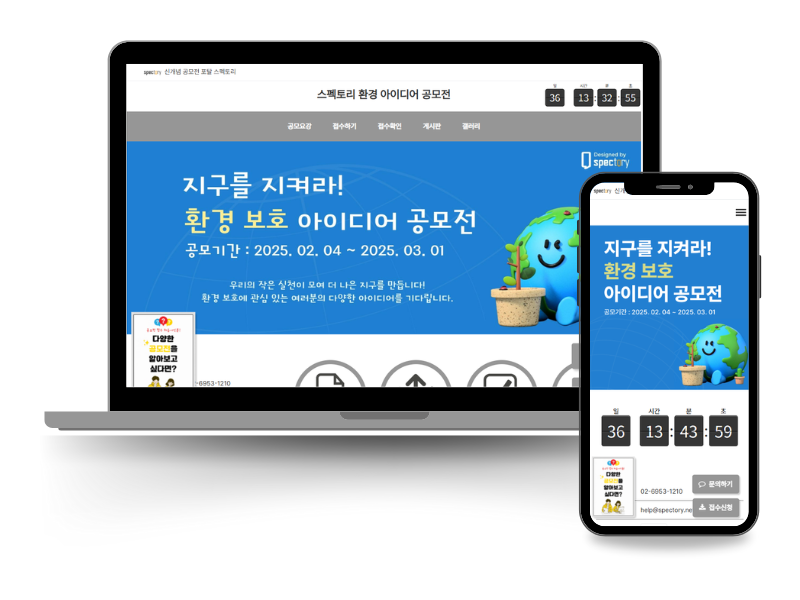 spectory 신개념 공모전 포탈 스펙토리
스펙토리 환경 아이디어 공모전
일 시간 분 초
36 13 : 32 : 55
공모요강 접수하기 접수확인 게시판 갤러리
Designed by
spectory
지구를 지켜라!
환경 보호 아이디어 공모전
공모기간 : 2025. 02. 04 ~ 2025. 03. 01
우리의 작은 실천이 모여 더 나은 지구를 만듭니다!
환경 보호에 관심 있는 여러분의 다양한 아이디어를 기다립니다.
?
다양한
공모전을
알아보고
싶다면?
-6953-1210
spectory 신개
지구를 지켜라!
환경 보호
아이디어 공모전
공모기간 : 2025. 02. 04 ~ 2025. 03. 01
일 시간 분 초
36 13 : 43 : 59
?
다양한
공모전을
알아보고
싶다면?
02-6953-1210
help@spectory.ne
문의하기
접수신청